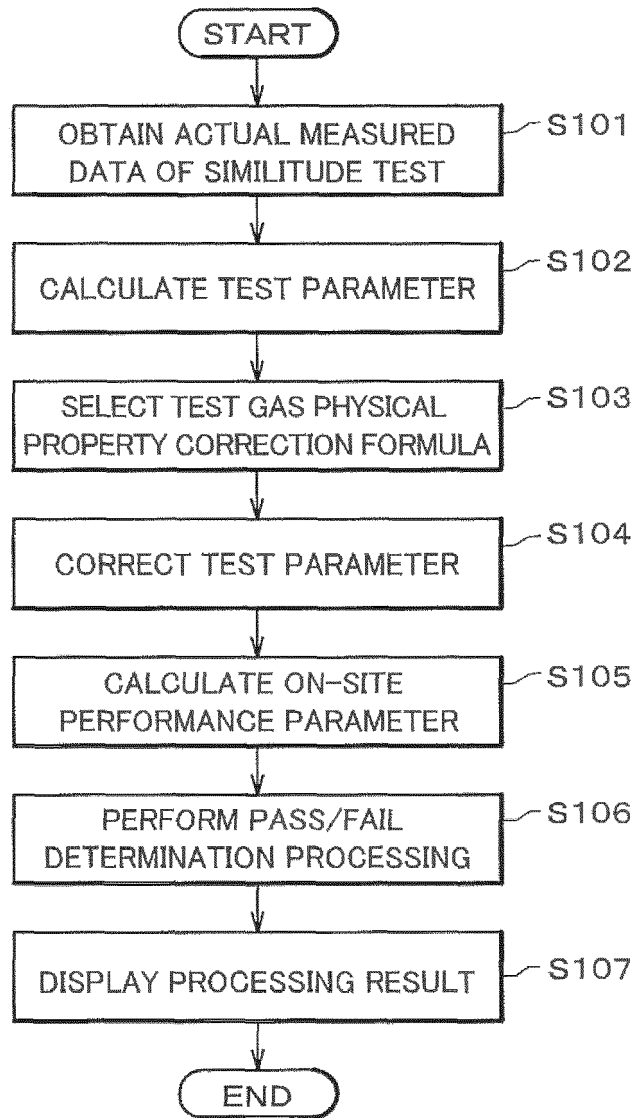 START
OBTAIN ACTUAL MEASURED
DATA OF SIMILITUDE TEST
S101
CALCULATE TEST PARAMETER
S102
SELECT TEST GAS PHYSICAL
PROPERTY CORRECTION FORMULA
S103
CORRECT TEST PARAMETER
S104
CALCULATE ON-SITE
PERFORMANCE PARAMETER
S105
PERFORM PASS/FAIL
DETERMINATION PROCESSING
S106
DISPLAY PROCESSING RESULT
S107
END